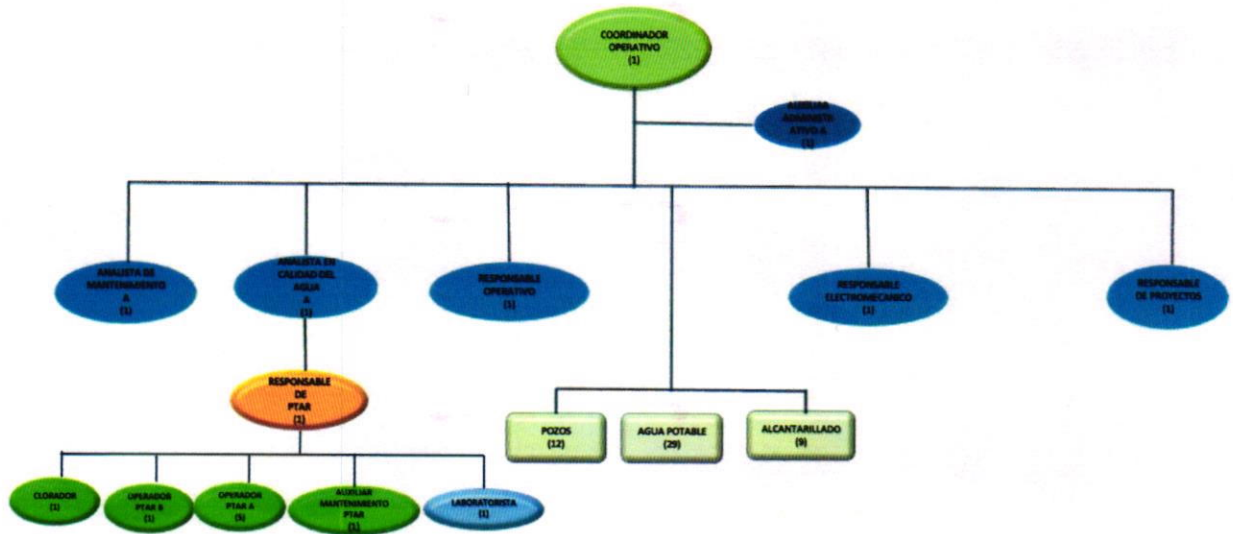 COORDINADOR
OPERATIVO
(1)
AUXILIAR
ADMINISTR
ATIVO A
(1)
ANALISTA DE
MANTENIMIENTO
A
(1)
ANALISTA EN
CALIDAD DEL
AGUA
A
(1)
RESPONSABLE
OPERATIVO
(1)
RESPONSABLE
ELECTROMECANICO
(1)
RESPONSABLE
DE PROYECTOS
(1)
RESPONSABLE
DE
PTAR
(1)
POZOS
(12)
AGUA POTABLE
(29)
ALCANTARILLADO
(9)
CLORADOR
(1)
OPERADOR
PTAR B
(1)
OPERADOR
PTAR A
(5)
AUXILIAR
MANTENIMIENTO
PTAR
(1)
LABORATORISTA
(1)